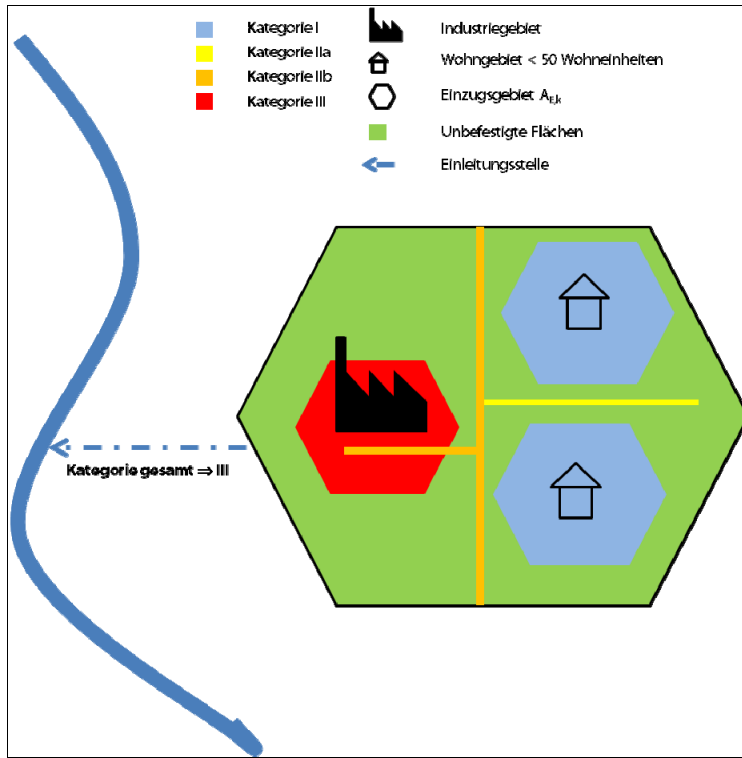 Kategorie I
Kategorie IIa
Kategorie IIb
Kategorie III
Industriegebiet
Wohngebiet < 50 Wohneinheiten
Einzugsgebiet A_E,k
Unbefestigte Flächen
Einleitungsstelle
Kategorie gesamt ⇒ III